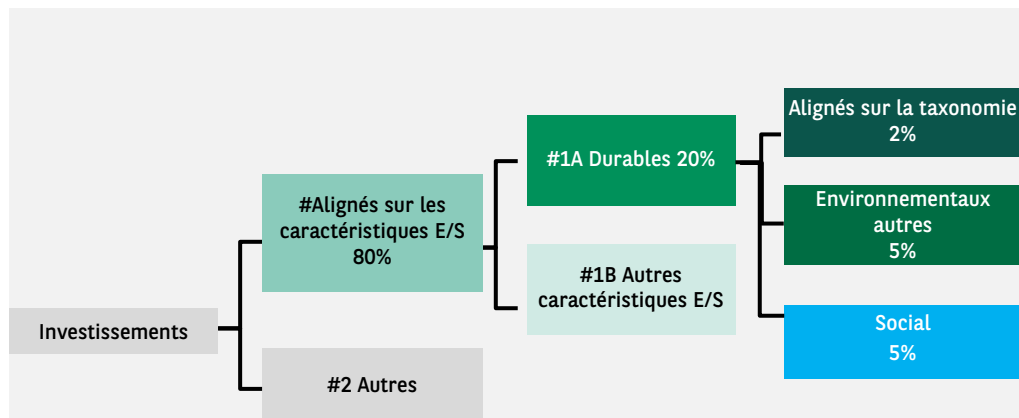 Investissements
#Alignés sur les
caractéristiques E/S
80%
#2 Autres
#1A Durables 20%
#1B Autres
caractéristiques E/S
Alignés sur la taxonomie
2%
Environnementaux
autres
5%
Social
5%